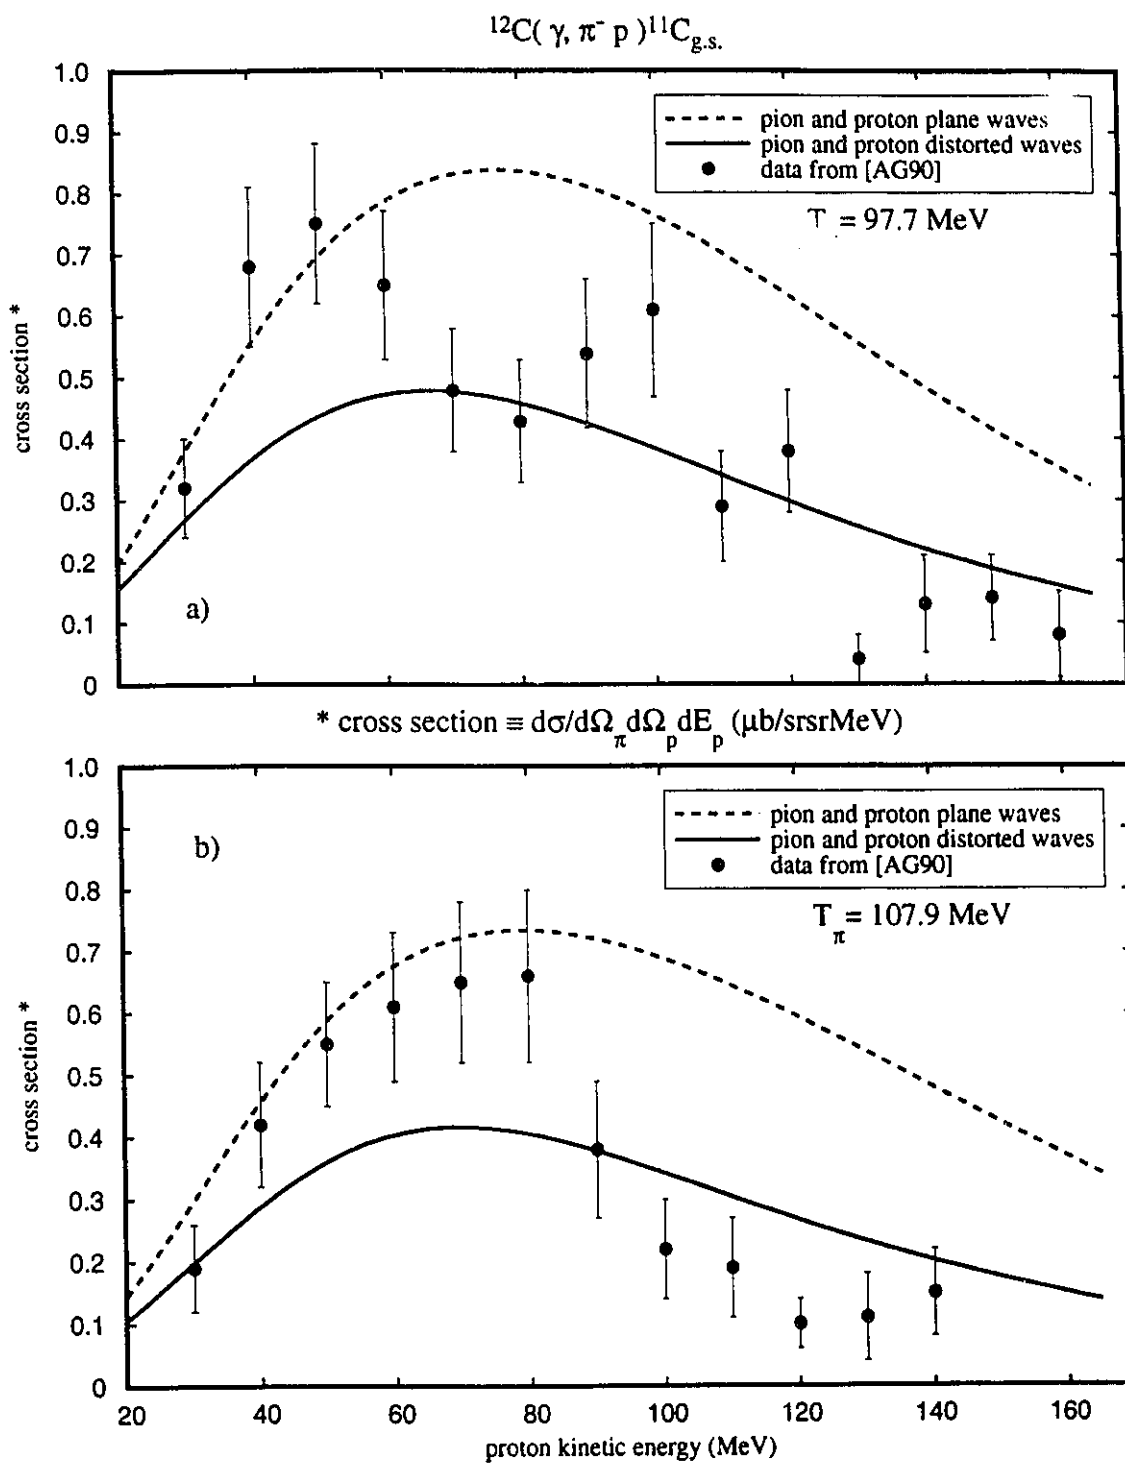 ¹²C( γ, π⁻ p )¹¹C_g.s.
1.0
0.9
0.8
0.7
0.6
0.5
0.4
0.3
0.2
0.1
0
cross section *
pion and proton plane waves
pion and proton distorted waves
data from [AG90]
T = 97.7 MeV
a)
* cross section ≡ dσ/dΩ_π dΩ_p dE_p (μb/srsrMeV)
1.0
0.9
0.8
0.7
0.6
0.5
0.4
0.3
0.2
0.1
0
cross section *
b)
pion and proton plane waves
pion and proton distorted waves
data from [AG90]
T_π = 107.9 MeV
20 40 60 80 100 120 140 160
proton kinetic energy (MeV)